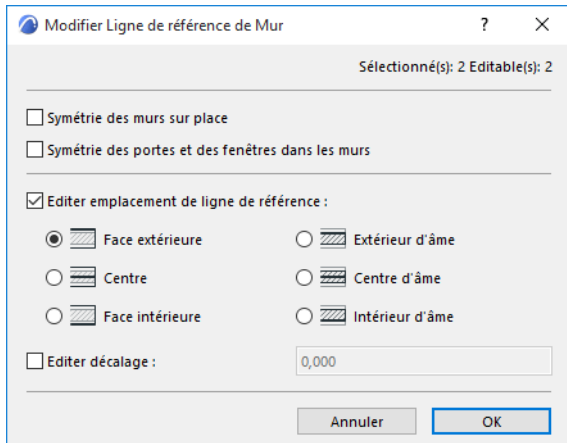 Modifier Ligne de référence de Mur
Sélectionné(s): 2 Editable(s): 2
Symétrie des murs sur place
Symétrie des portes et des fenêtres dans les murs
Editer emplacement de ligne de référence :
Face extérieure Extérieur d'âme
Centre Centre d'âme
Face intérieure Intérieur d'âme
Editer décalage : 0,000
Annuler OK